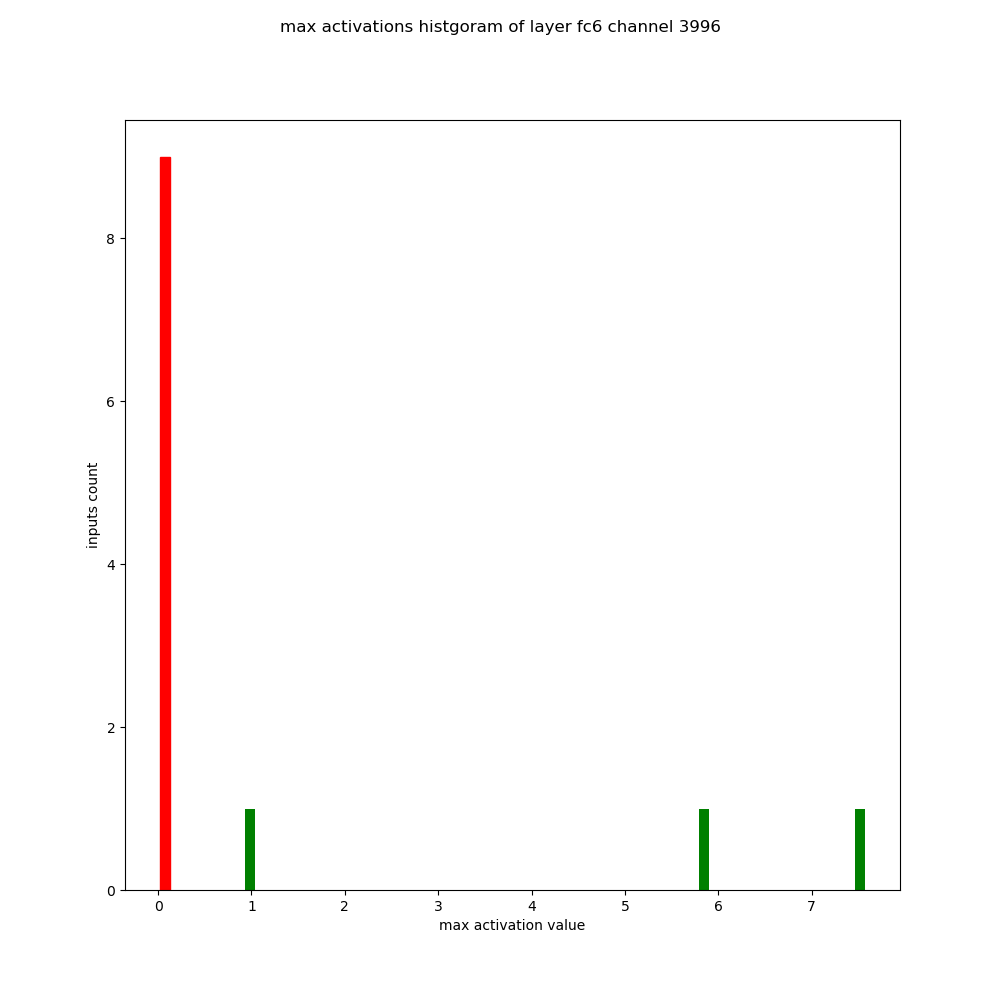 max activations histgoram of layer fc6 channel 3996
8
6
4
2
0
inputs count
0 1 2 3 4 5 6 7
max activation value